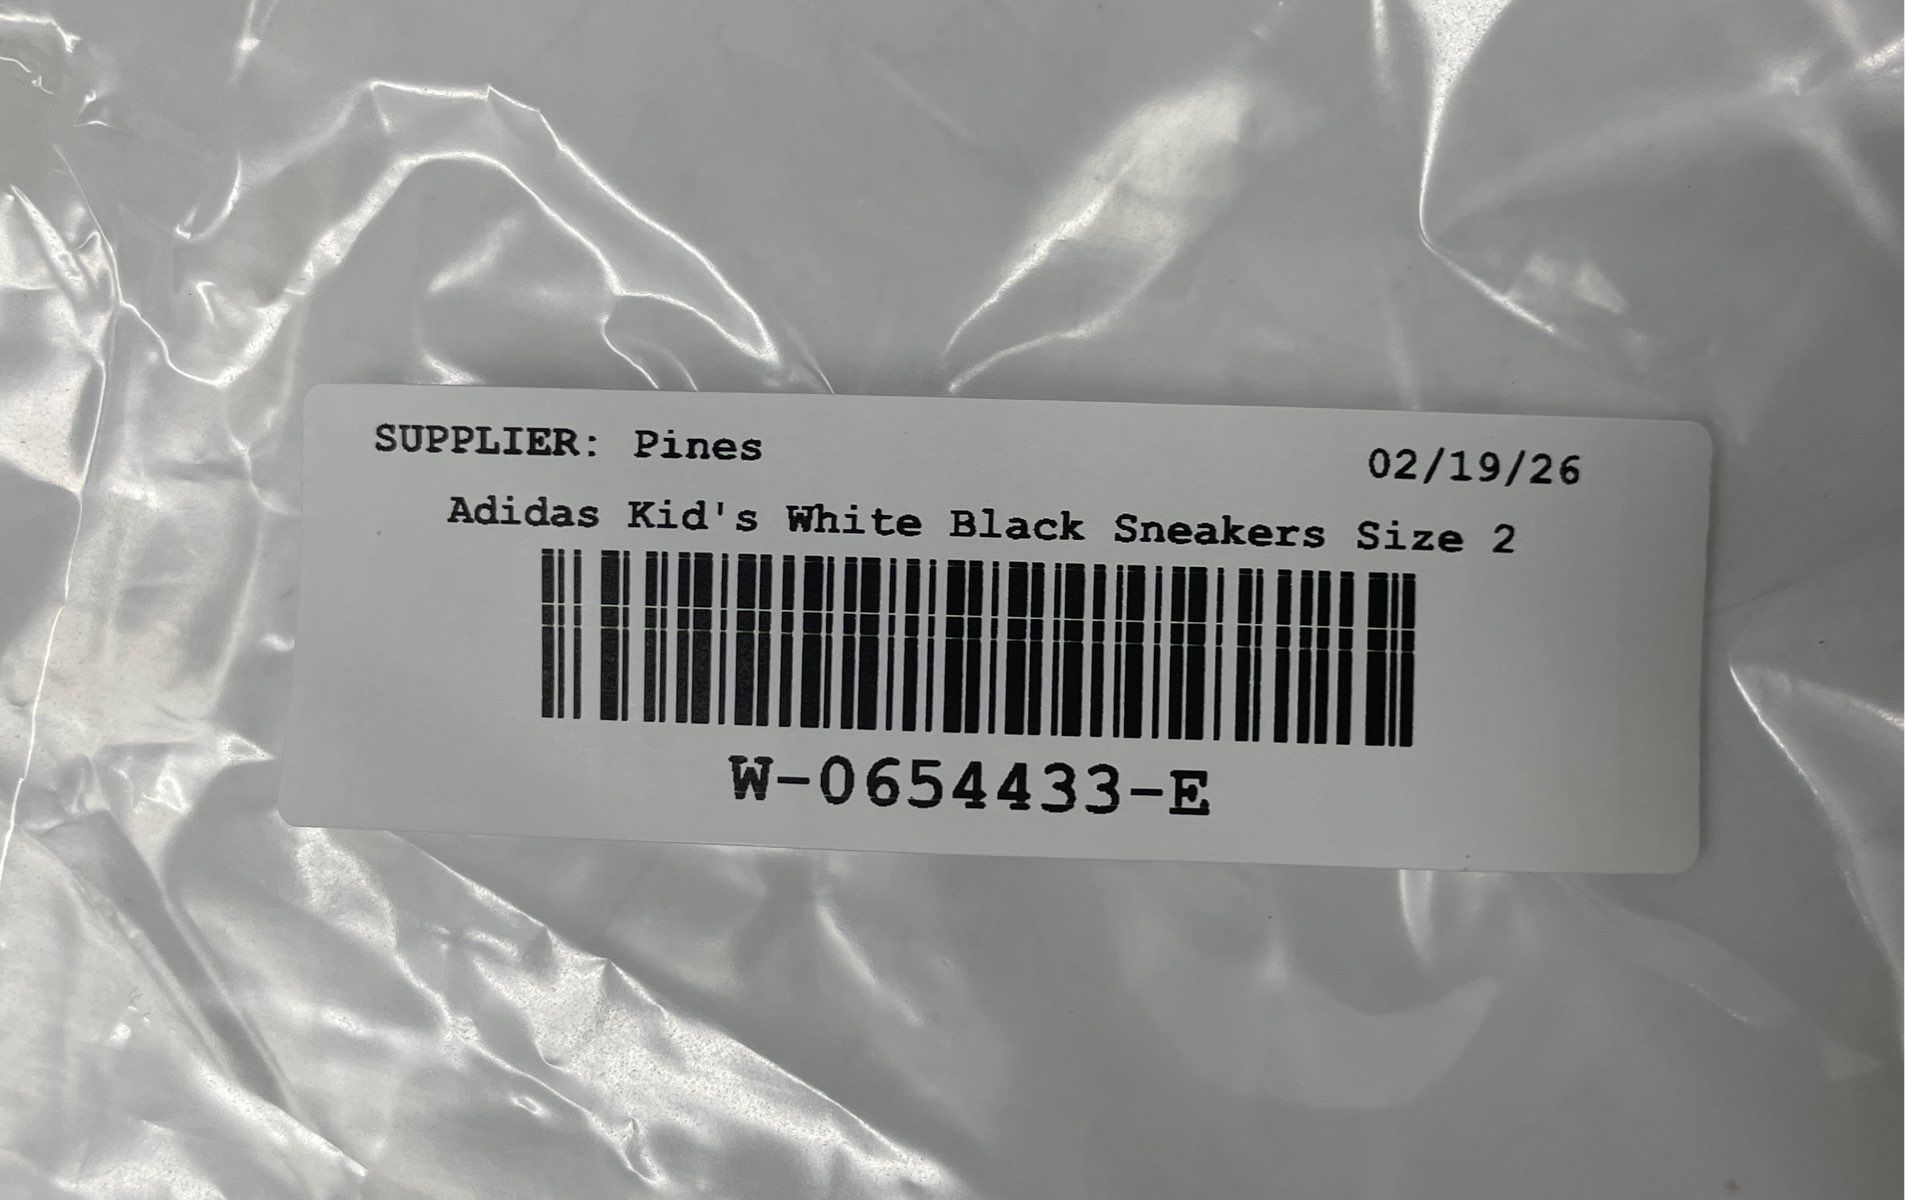 SUPPLIER: Pines 02/19/26
Adidas Kid's White Black Sneakers Size 2
W-0654433-E